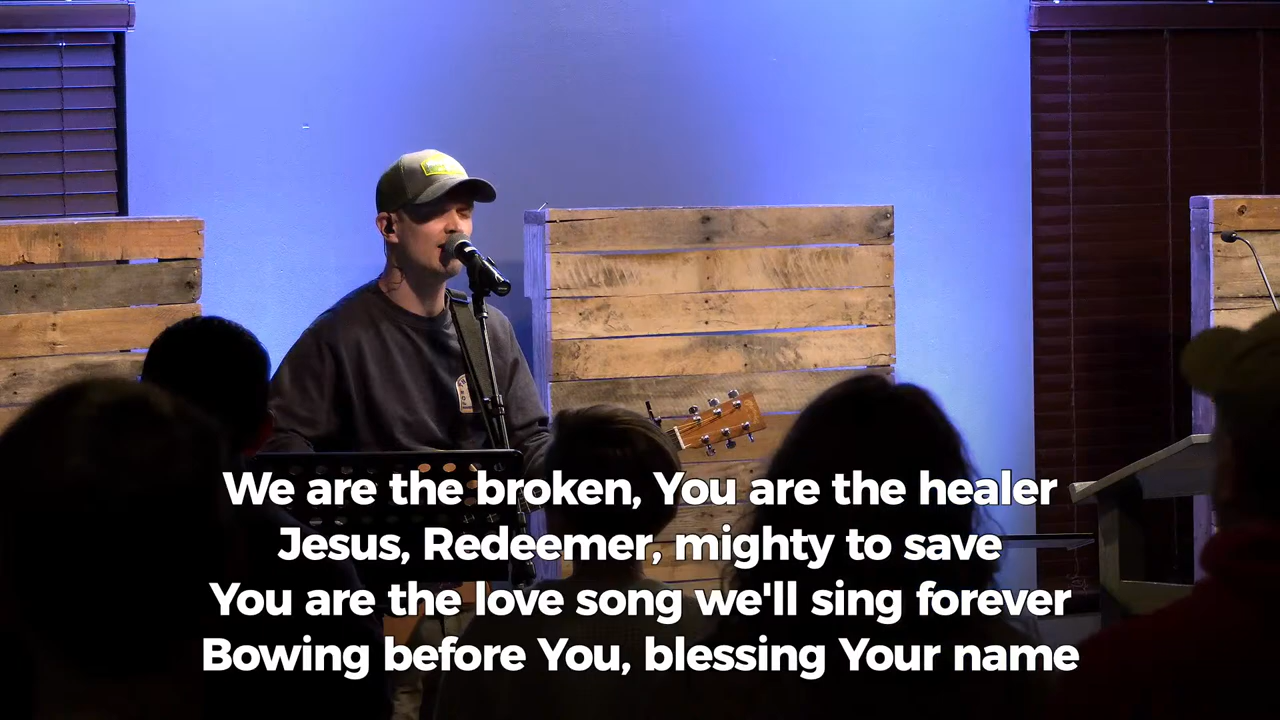 We are the broken, You are the healer
Jesus, Redeemer, mighty to save
You are the love song we'll sing forever
Bowing before You, blessing Your name